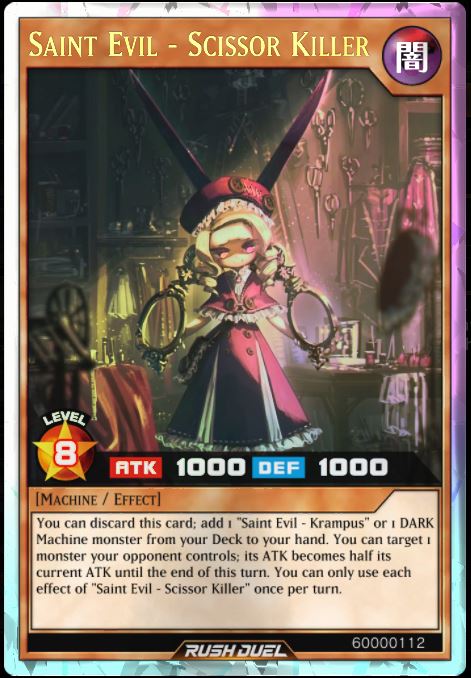 Saint Evil - Scissor Killer
闇
LEVEL
8
ATK 1000 DEF 1000
[Machine / Effect]
You can discard this card; add 1 "Saint Evil - Krampus" or 1 DARK
Machine monster from your Deck to your hand. You can target 1
monster your opponent controls; its ATK becomes half its
current ATK until the end of this turn. You can only use each
effect of "Saint Evil - Scissor Killer" once per turn.
60000112
RUSH DUEL